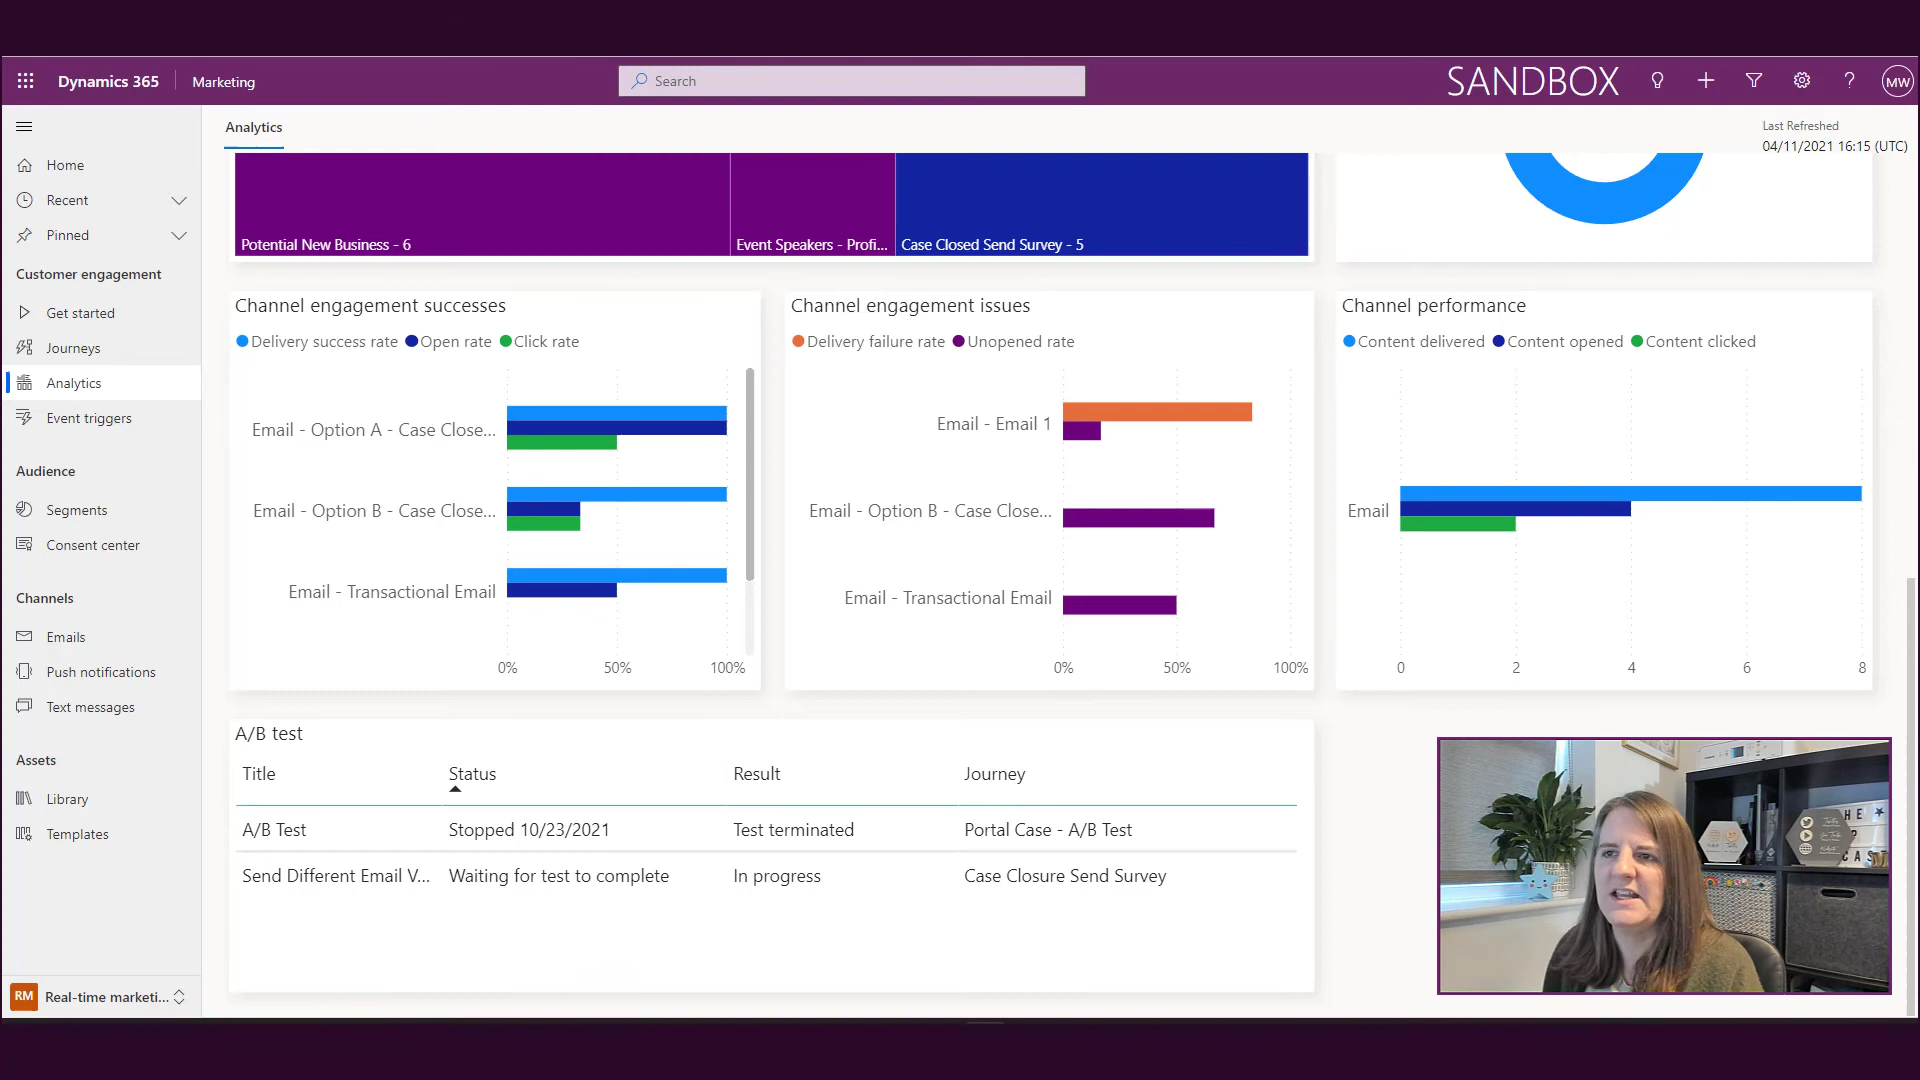 Dynamics 365
Marketing
Search
SANDBOX
MW
Analytics
Last Refreshed
04/11/2021 16:15 (UTC)
Home
Recent
Pinned
Customer engagement
Get started
Journeys
Analytics
Event triggers
Audience
Segments
Consent center
Channels
Emails
Push notifications
Text messages
Assets
Library
Templates
RM Real-time marketi...
Potential New Business - 6
Event Speakers - Profi...
Case Closed Send Survey - 5
Channel engagement successes
Delivery success rate Open rate Click rate
Email - Option A - Case Close...
Email - Option B - Case Close...
Email - Transactional Email
0% 50% 100%
Channel engagement issues
Delivery failure rate Unopened rate
Email - Email 1
Email - Option B - Case Close...
Email - Transactional Email
0% 50% 100%
Channel performance
Content delivered Content opened Content clicked
Email
0 2 4 6 8
A/B test
Title Status Result Journey
A/B Test Stopped 10/23/2021 Test terminated Portal Case - A/B Test
Send Different Email V... Waiting for test to complete In progress Case Closure Send Survey